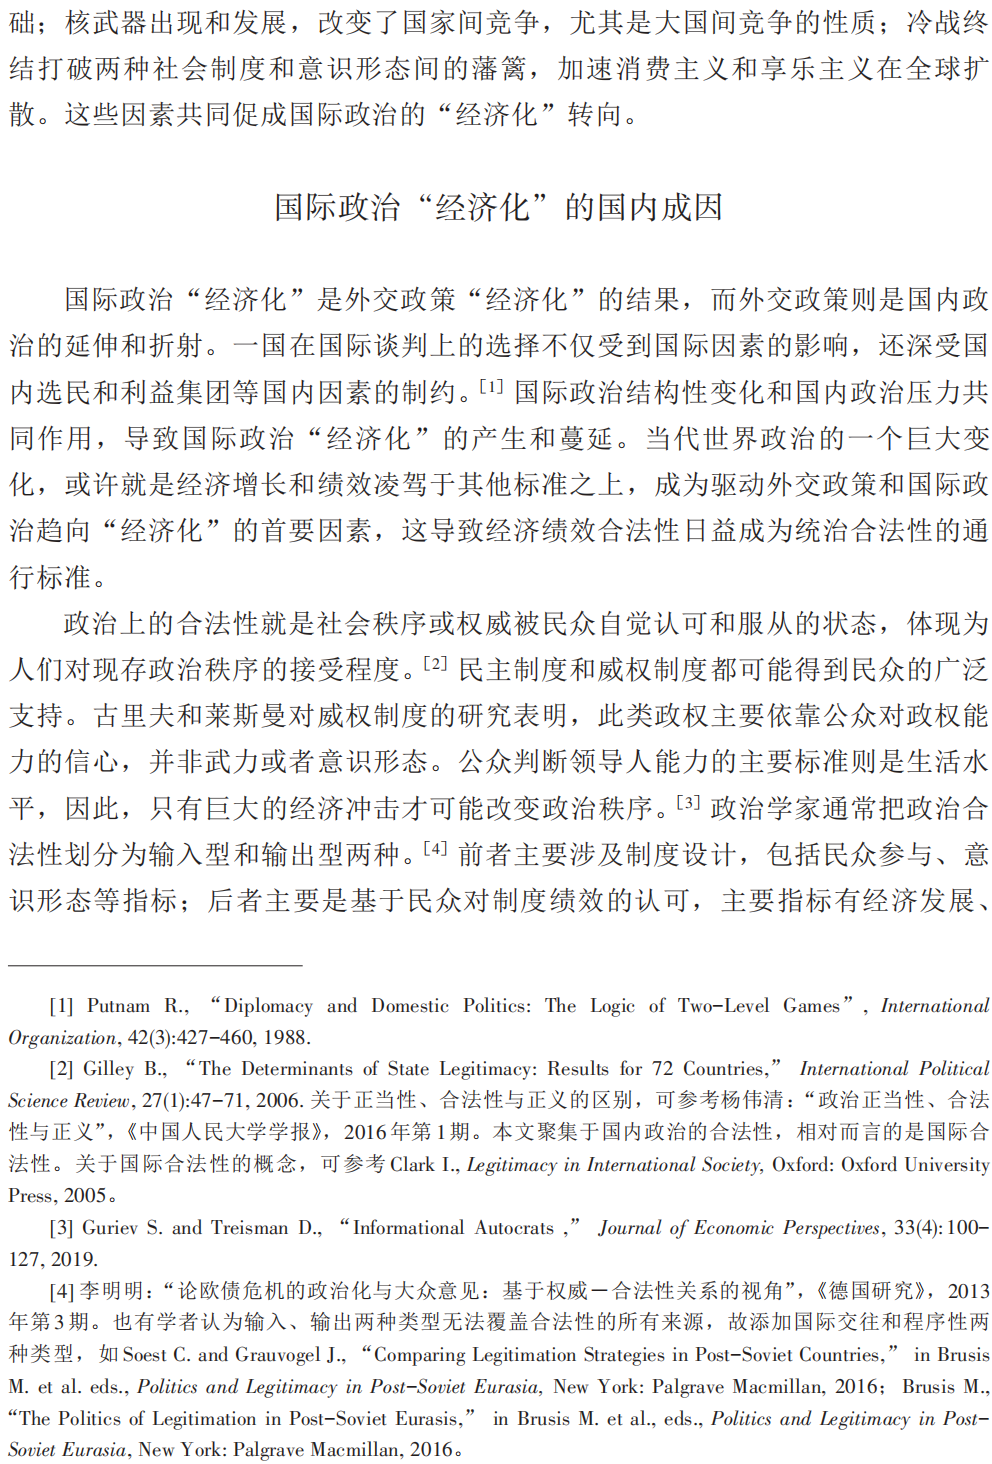 础；核武器出现和发展，改变了国家间竞争，尤其是大国间竞争的性质；冷战终
结打破两种社会制度和意识形态间的藩篱，加速消费主义和享乐主义在全球扩
散。这些因素共同促成国际政治的“经济化”转向。
国际政治“经济化”的国内成因
国际政治“经济化”是外交政策“经济化”的结果，而外交政策则是国内政
治的延伸和折射。一国在国际谈判上的选择不仅受到国际因素的影响，还深受国
内选民和利益集团等国内因素的制约。[1] 国际政治结构性变化和国内政治压力共
同作用，导致国际政治“经济化”的产生和蔓延。当代世界政治的一个巨大变
化，或许就是经济增长和绩效凌驾于其他标准之上，成为驱动外交政策和国际政
治趋向“经济化”的首要因素，这导致经济绩效合法性日益成为统治合法性的通
行标准。
政治上的合法性就是社会秩序或权威被民众自觉认可和服从的状态，体现为
人们对现存政治秩序的接受程度。[2] 民主制度和威权制度都可能得到民众的广泛
支持。古里夫和莱斯曼对威权制度的研究表明，此类政权主要依靠公众对政权能
力的信心，并非武力或者意识形态。公众判断领导人能力的主要标准则是生活水
平，因此，只有巨大的经济冲击才可能改变政治秩序。[3] 政治学家通常把政治合
法性划分为输入型和输出型两种。[4] 前者主要涉及制度设计，包括民众参与、意
识形态等指标；后者主要是基于民众对制度绩效的认可，主要指标有经济发展、
[1] Putnam R., “Diplomacy and Domestic Politics: The Logic of Two-Level Games”, International
Organization, 42(3):427-460, 1988.
[2] Gilley B., “The Determinants of State Legitimacy: Results for 72 Countries,” International Political
Science Review, 27(1):47-71, 2006. 关于正当性、合法性与正义的区别，可参考杨伟清：“政治正当性、合法
性与正义”，《中国人民大学学报》，2016年第1期。本文聚集于国内政治的合法性，相对而言的是国际合
法性。关于国际合法性的概念，可参考 Clark I., Legitimacy in International Society, Oxford: Oxford University
Press, 2005。
[3] Guriev S. and Treisman D., “Informational Autocrats ,” Journal of Economic Perspectives, 33(4):100-
127, 2019.
[4] 李明明：“论欧债危机的政治化与大众意见：基于权威－合法性关系的视角”，《德国研究》，2013
年第3期。也有学者认为输入、输出两种类型无法覆盖合法性的所有来源，故添加国际交往和程序性两
种类型，如 Soest C. and Grauvogel J., “Comparing Legitimation Strategies in Post-Soviet Countries,” in Brusis
M. et al. eds., Politics and Legitimacy in Post-Soviet Eurasia, New York: Palgrave Macmillan, 2016；Brusis M.,
“The Politics of Legitimation in Post-Soviet Eurasis,” in Brusis M. et al., eds., Politics and Legitimacy in Post-
Soviet Eurasia, New York: Palgrave Macmillan, 2016。